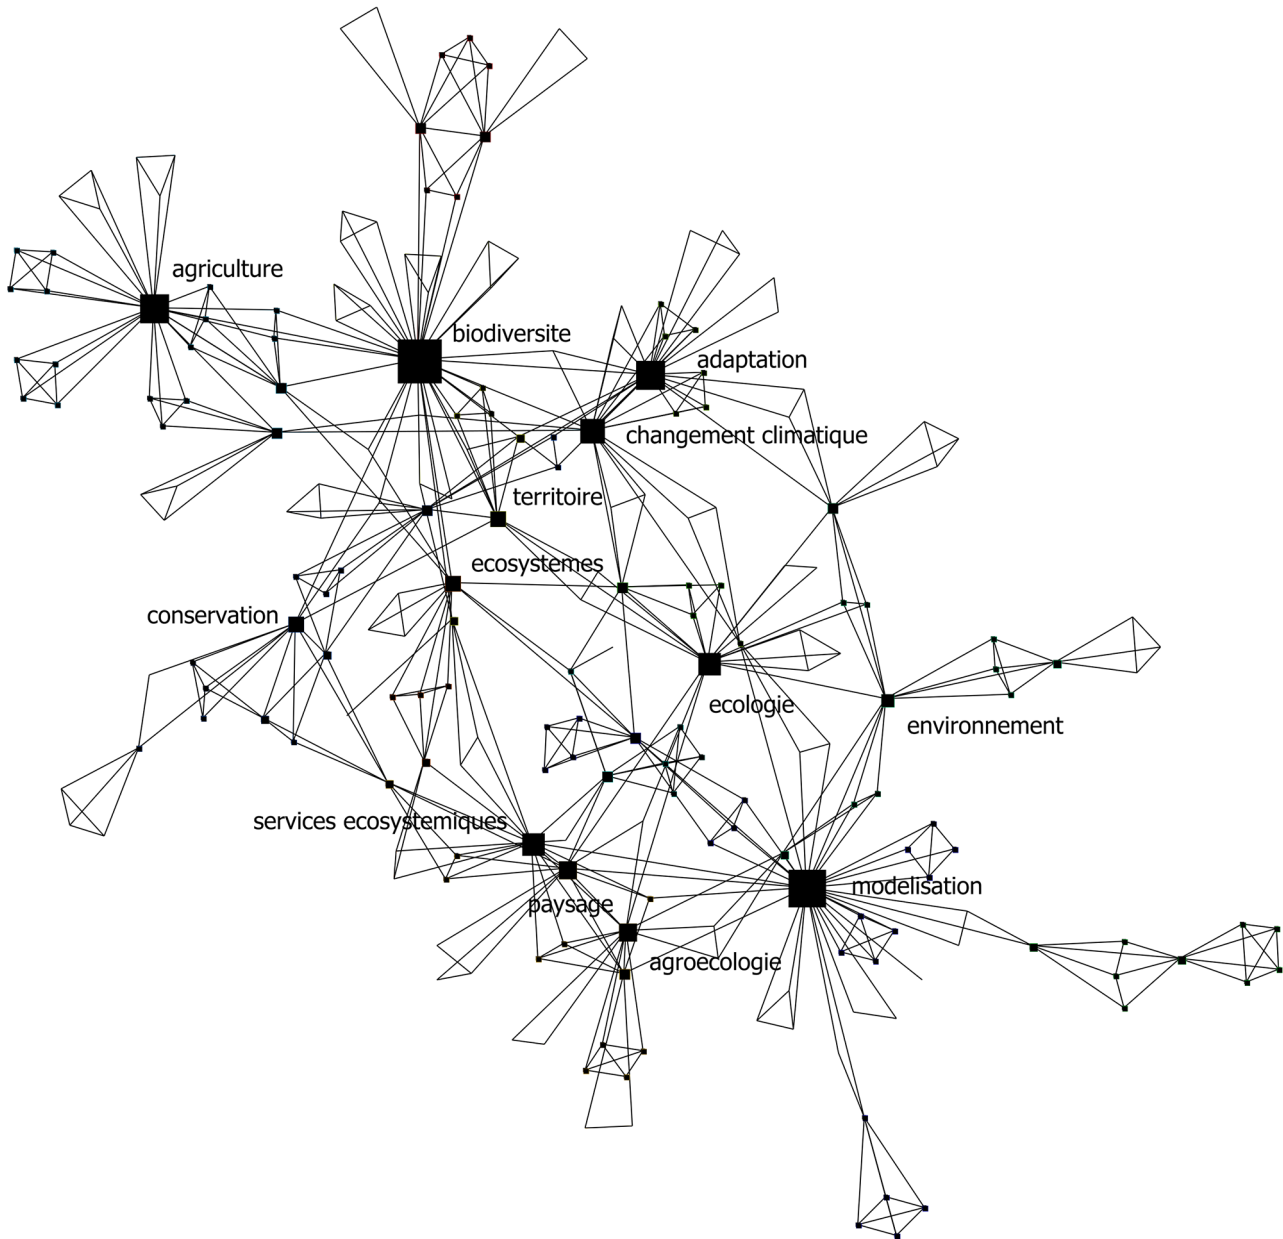 agriculture
biodiversite
adaptation
changement climatique
territoire
ecosystemes
conservation
ecologie
environnement
services ecosystemiques
modelisation
paysage
agroecologie